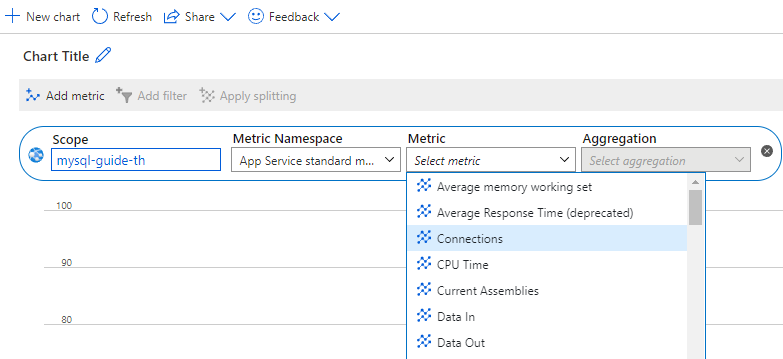 New chart Refresh Share Feedback
Chart Title
Add metric Add filter Apply splitting
Scope Metric Namespace Metric Aggregation
mysql-guide-th App Service standard m... Select metric Select aggregation
Average memory working set
100
Average Response Time (deprecated)
Connections
90
CPU Time
Current Assemblies
Data In
80
Data Out